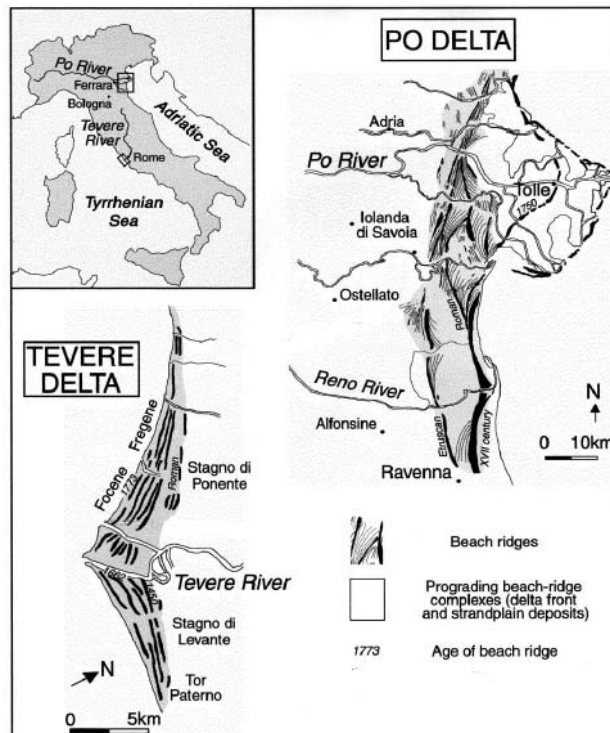 Po River
Ferrara
Bologna
Tevere
River
Rome
Adriatic Sea
Tyrrhenian
Sea
PO DELTA
Adria
Po River
Tolle
1750
Iolanda
di Savoia
Ostellato
Roman
Reno River
Alfonsine
Etruscan
XVII century
Ravenna
N
0 10km
TEVERE
DELTA
Fregene
Focene
1773
Roman
Stagno di
Ponente
Tevere River
1450
Stagno di
Levante
Tor
Paterno
N
0 5km
Beach ridges
Prograding beach-ridge
complexes (delta front
and strandplain deposits)
1773 Age of beach ridge